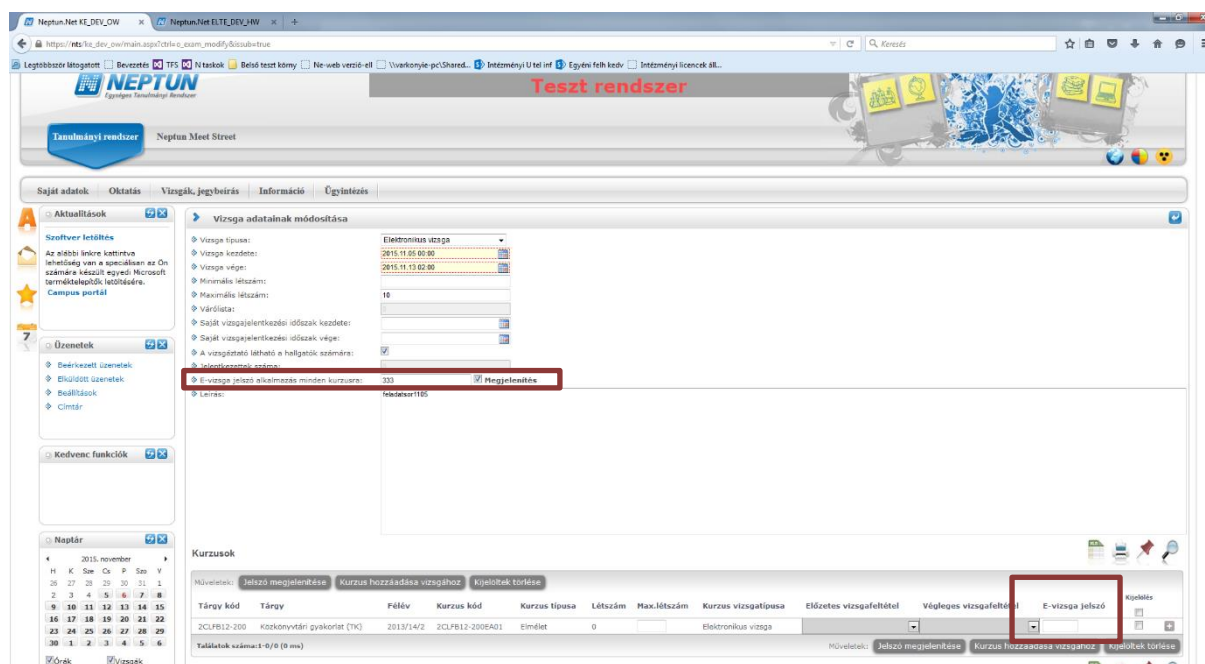 Neptun.Net KE_DEV_OW × Neptun.Net ELTE_DEV_HW × +
https://nts/ke_dev_ow/main.aspx?ctrl=o_exam_modify&issub=true Keresés
Legtöbbször látogatott Bevezetés TFS N taskok Belső teszt körny Ne-web verzió-ell \\varkonyie-pc\Shared... Intézményi U tel inf Egyéni felh kedv Intézményi licencek áll...
NEPTUN
Egységes Tanulmányi Rendszer
Teszt rendszer
Tanulmányi rendszer Neptun Meet Street
Saját adatok Oktatás Vizsgák, jegybeírás Információ Ügyintézés
Aktualitások
Szoftver letöltés
Az alábbi linkre kattintva
lehetőség van a speciálisan az Ön
számára készült egyedi Microsoft
terméktelepítők letöltésére.
Campus portál
7
Üzenetek
Beérkezett üzenetek
Elküldött üzenetek
Beállítások
Címtár
Kedvenc funkciók
Naptár
2015. november
H K Sze Cs P Szo V
26 27 28 29 30 31 1
2 3 4 5 6 7 8
9 10 11 12 13 14 15
16 17 18 19 20 21 22
23 24 25 26 27 28 29
30 1 2 3 4 5 6
Órák Vizsgák
Vizsga adatainak módosítása
Vizsga típusa: Elektronikus vizsga
Vizsga kezdete: 2015.11.05 00:00
Vizsga vége: 2015.11.13 02:00
Minimális létszám:
Maximális létszám: 10
Várólista:
Saját vizsgajelentkezési időszak kezdete:
Saját vizsgajelentkezési időszak vége:
A vizsgáztató látható a hallgatók számára:
Jelentkezettek száma:
E-vizsga jelszó alkalmazás minden kurzusra: 333 Megjelenítés
Leírás: feladatsor1105
Kurzusok
Műveletek: Jelszó megjelenítése Kurzus hozzáadása vizsgához Kijelöltek törlése
Tárgy kód Tárgy Félév Kurzus kód Kurzus típusa Létszám Max.létszám Kurzus vizsgatípusa Előzetes vizsgafeltétel Végleges vizsgafeltétel E-vizsga jelszó Kijelölés
2CLFB12-200 Közkönyvtári gyakorlat (TK) 2013/14/2 2CLFB12-200EA01 Elmélet 0 Elektronikus vizsga
Találatok száma:1-0/0 (0 ms) Műveletek: Jelszó megjelenítése Kurzus hozzáadása vizsgához Kijelöltek törlése